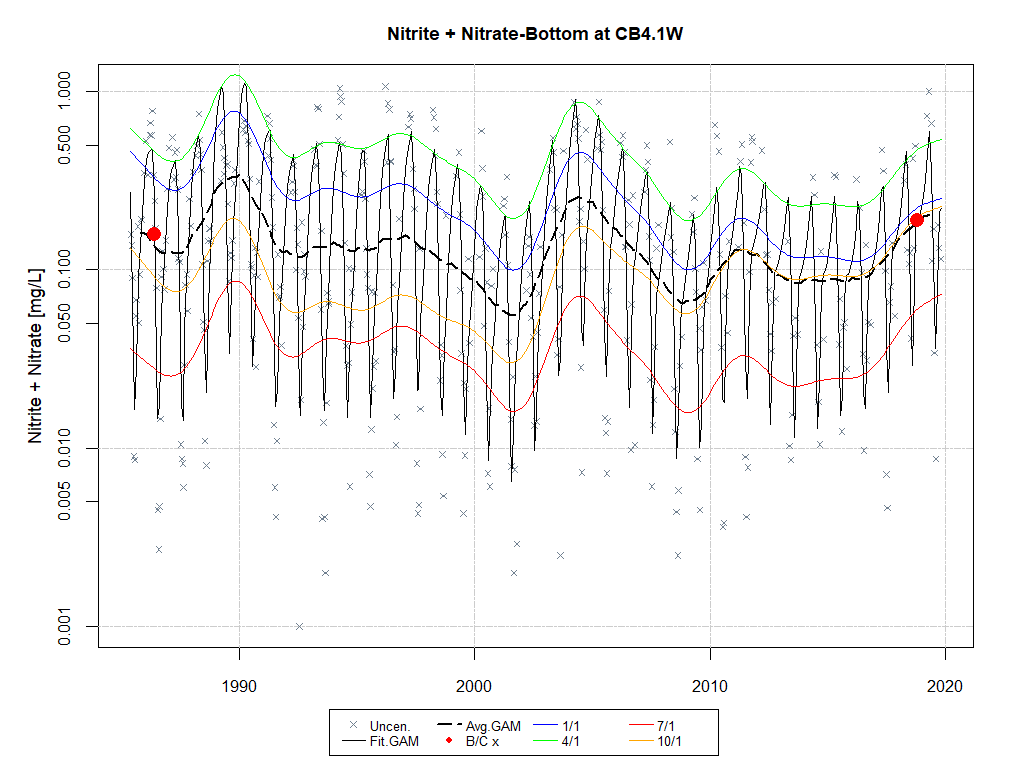 Nitrite + Nitrate-Bottom at CB4.1W
Nitrite + Nitrate [mg/L]
1.000
0.500
0.100
0.050
0.010
0.005
0.001
1990 2000 2010 2020
Uncen. Avg.GAM 1/1 7/1
Fit.GAM B/C x 4/1 10/1